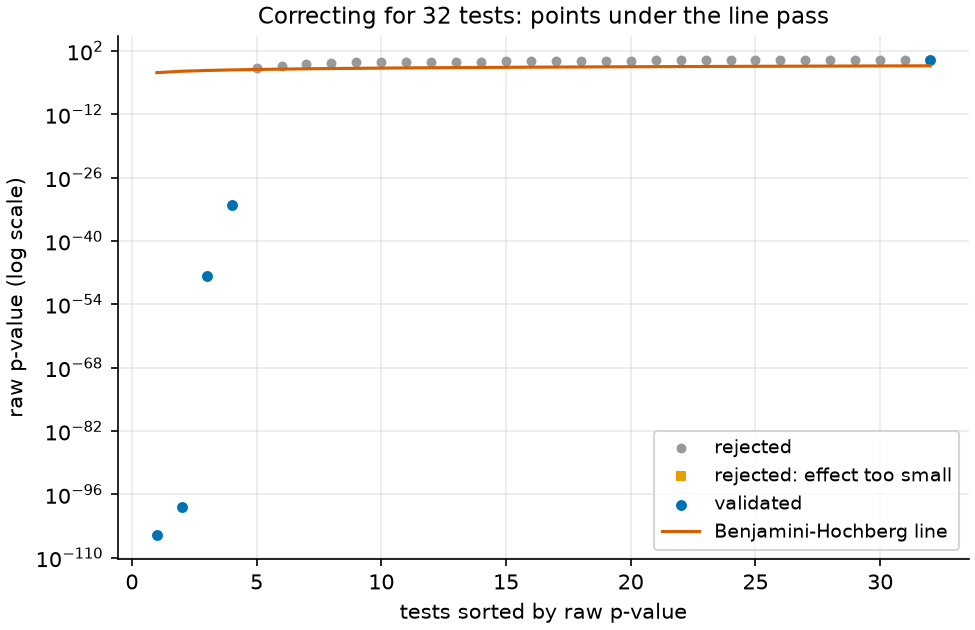 Correcting for 32 tests: points under the line pass
raw p-value (log scale)
10²
10⁻¹²
10⁻²⁶
10⁻⁴⁰
10⁻⁵⁴
10⁻⁶⁸
10⁻⁸²
10⁻⁹⁶
10⁻¹¹⁰
rejected
rejected: effect too small
validated
Benjamini-Hochberg line
0 5 10 15 20 25 30
tests sorted by raw p-value